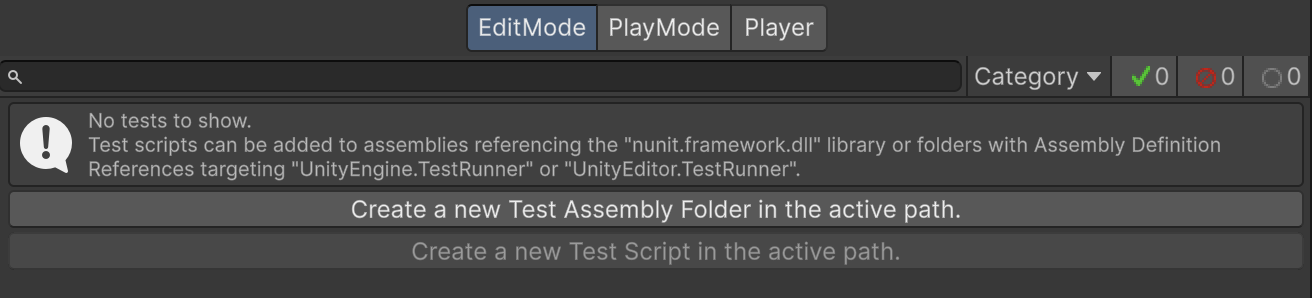 EditMode PlayMode Player
Category 0 0 0
No tests to show.
Test scripts can be added to assemblies referencing the "nunit.framework.dll" library or folders with Assembly Definition
References targeting "UnityEngine.TestRunner" or "UnityEditor.TestRunner".
Create a new Test Assembly Folder in the active path.
Create a new Test Script in the active path.